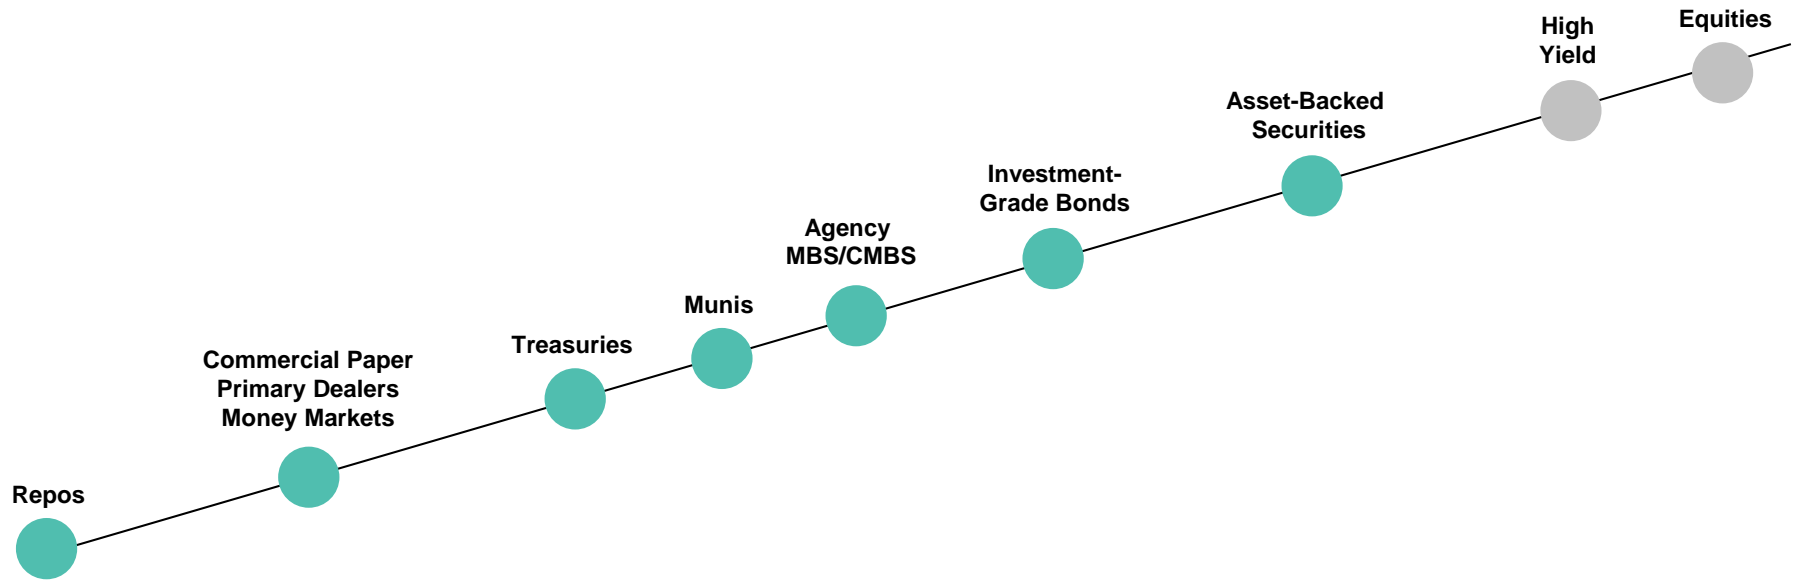 Repos
Commercial Paper
Primary Dealers
Money Markets
Treasuries
Munis
Agency
MBS/CMBS
Investment-
Grade Bonds
Asset-Backed
Securities
High
Yield
Equities